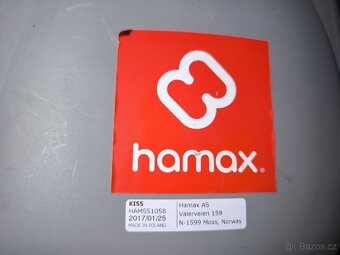 hamax®
KISS
HAM551058
2017/01/25
MADE IN POLAND
Hamax AS
Valerveien 159
N-1599 Moss, Norway
© Bazos.cz